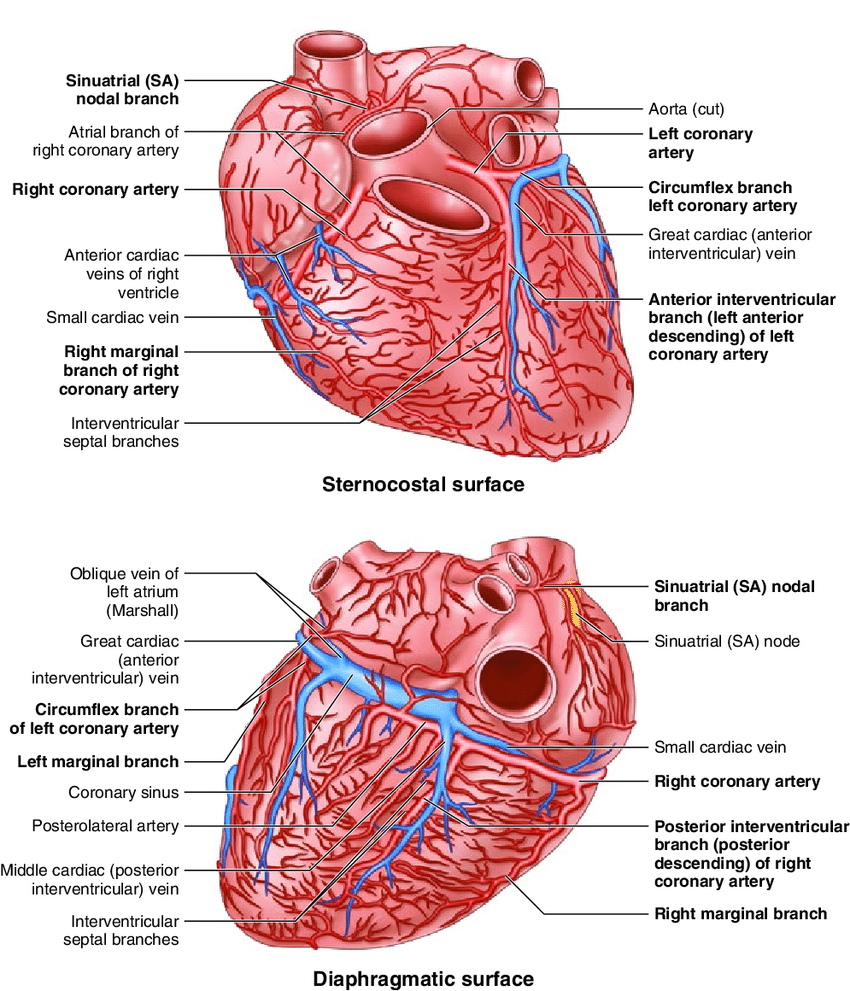 Sinuatrial (SA)
nodal branch
Atrial branch of
right coronary artery
Right coronary artery
Anterior cardiac
veins of right
ventricle
Small cardiac vein
Right marginal
branch of right
coronary artery
Interventricular
septal branches
Aorta (cut)
Left coronary
artery
Circumflex branch
left coronary artery
Great cardiac (anterior
interventricular) vein
Anterior interventricular
branch (left anterior
descending) of left
coronary artery
Sternocostal surface
Oblique vein of
left atrium
(Marshall)
Great cardiac
(anterior
interventricular) vein
Circumflex branch
of left coronary artery
Left marginal branch
Coronary sinus
Posterolateral artery
Middle cardiac (posterior
interventricular) vein
Interventricular
septal branches
Sinuatrial (SA) nodal
branch
Sinuatrial (SA) node
Small cardiac vein
Right coronary artery
Posterior interventricular
branch (posterior
descending) of right
coronary artery
Right marginal branch
Diaphragmatic surface